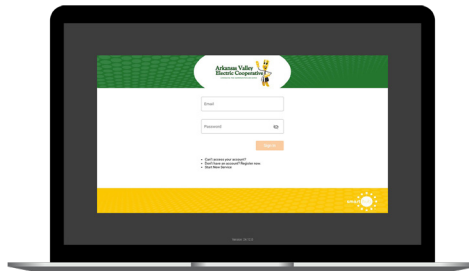 Arkansas Valley
Electric Cooperative
Email
Password
Sign In
Can't access your account?
Don't have an account? Register now
Start New Service